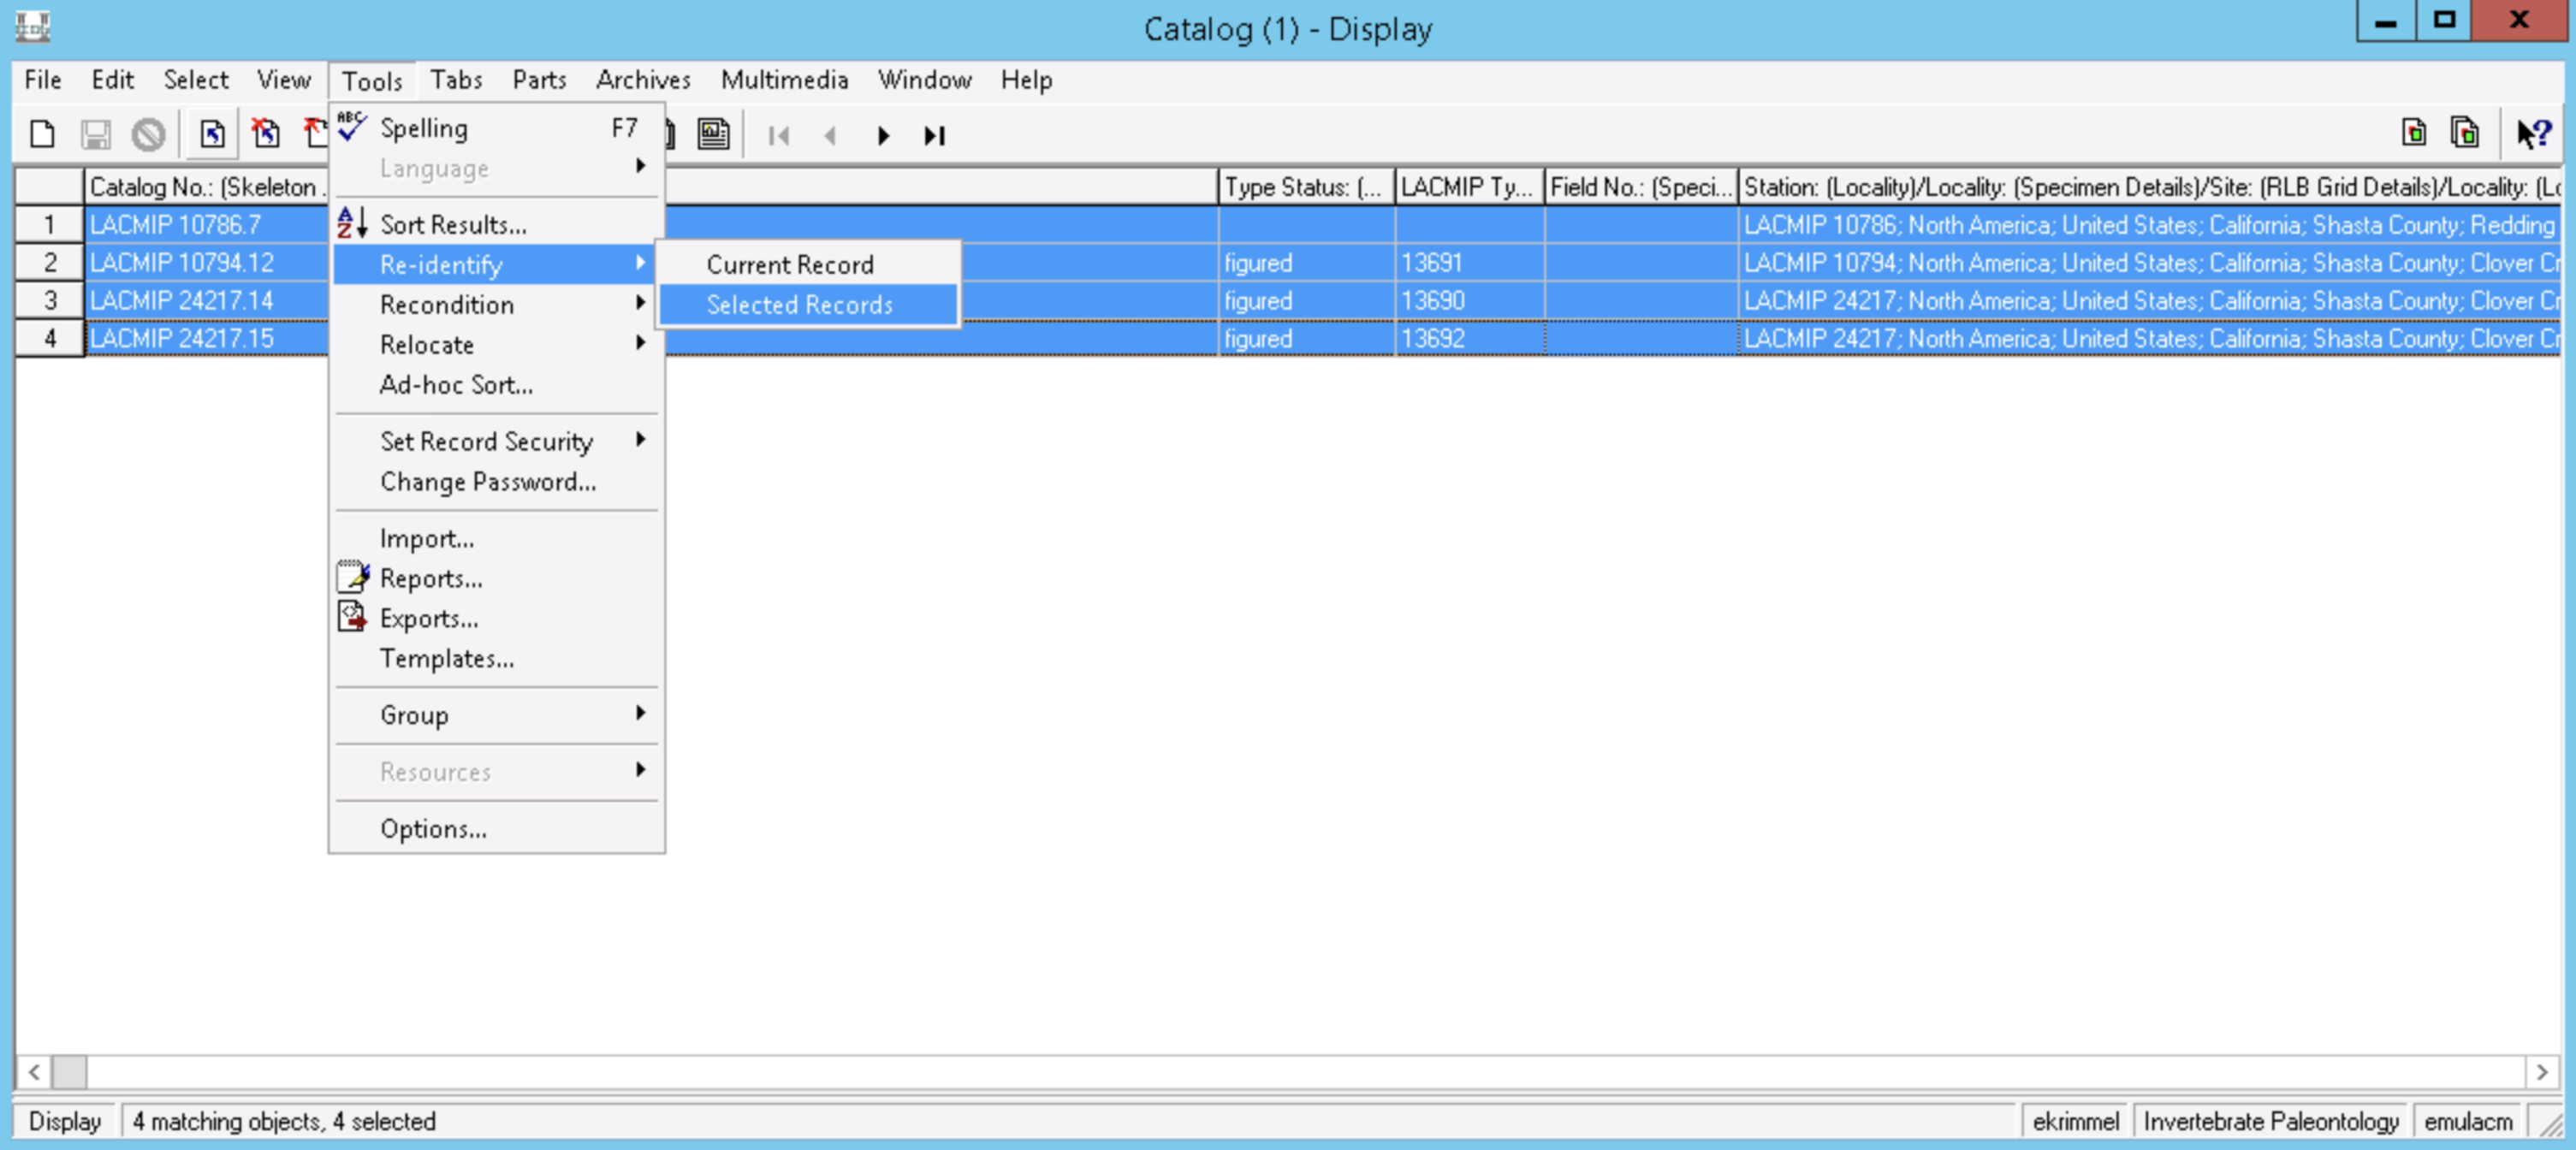 Catalog (1) - Display
File Edit Select View Tools Tabs Parts Archives Multimedia Window Help
ABC Spelling F7
Language
Catalog No.: (Skeleton Type Status: (... LACMIP Ty... Field No.: (Speci... Station: (Locality)/Locality: (Specimen Details)/Site: (RLB Grid Details)/Locality:
1 LACMIP 10786.7 LACMIP 10786; North America; United States; California; Shasta County; Redding
2 LACMIP 10794.12 figured 13691 LACMIP 10794; North America; United States; California; Shasta County; Clover
3 LACMIP 24217.14 figured 13690 LACMIP 24217; North America; United States; California; Shasta County; Clover
4 LACMIP 24217.15 figured 13692 LACMIP 24217; North America; United States; California; Shasta County; Clover
AZ Sort Results...
Re-identify
Current Record
Selected Records
Recondition
Relocate
Ad-hoc Sort...
Set Record Security
Change Password...
Import...
Reports...
Exports...
Templates...
Group
Resources
Options...
Display 4 matching objects, 4 selected ekrimmel Invertebrate Paleontology emulacm